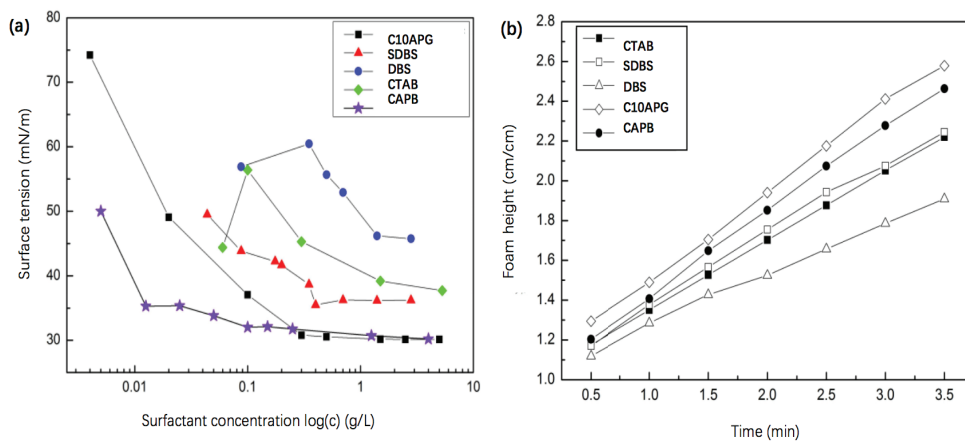 (a)
80
70
60
50
40
30
Surface tension (mN/m)
C10APG
SDBS
DBS
CTAB
CAPB
0.01
0.1
1
10
Surfactant concentration log(c) (g/L)
(b)
2.8
2.6
2.4
2.2
2.0
1.8
1.6
1.4
1.2
1.0
Foam height (cm/cm)
CTAB
SDBS
DBS
C10APG
CAPB
0.5 1.0 1.5 2.0 2.5 3.0 3.5
Time (min)